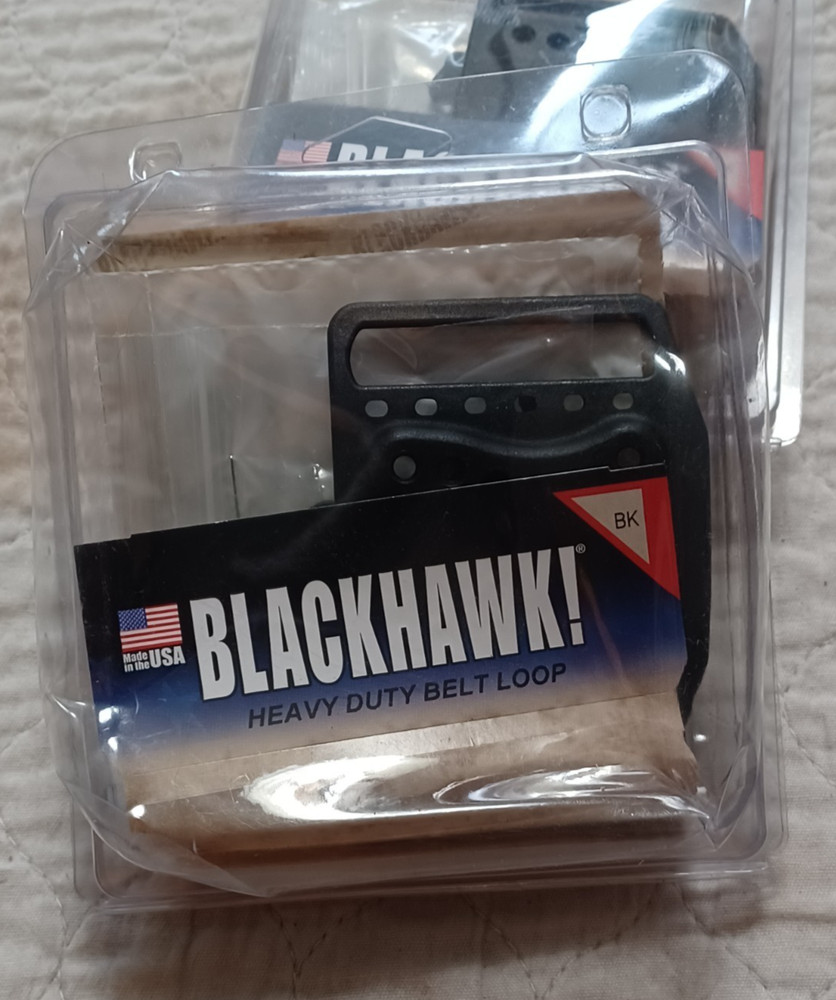 BK
BLACKHAWK!®
Made
in the USA
HEAVY DUTY BELT LOOP